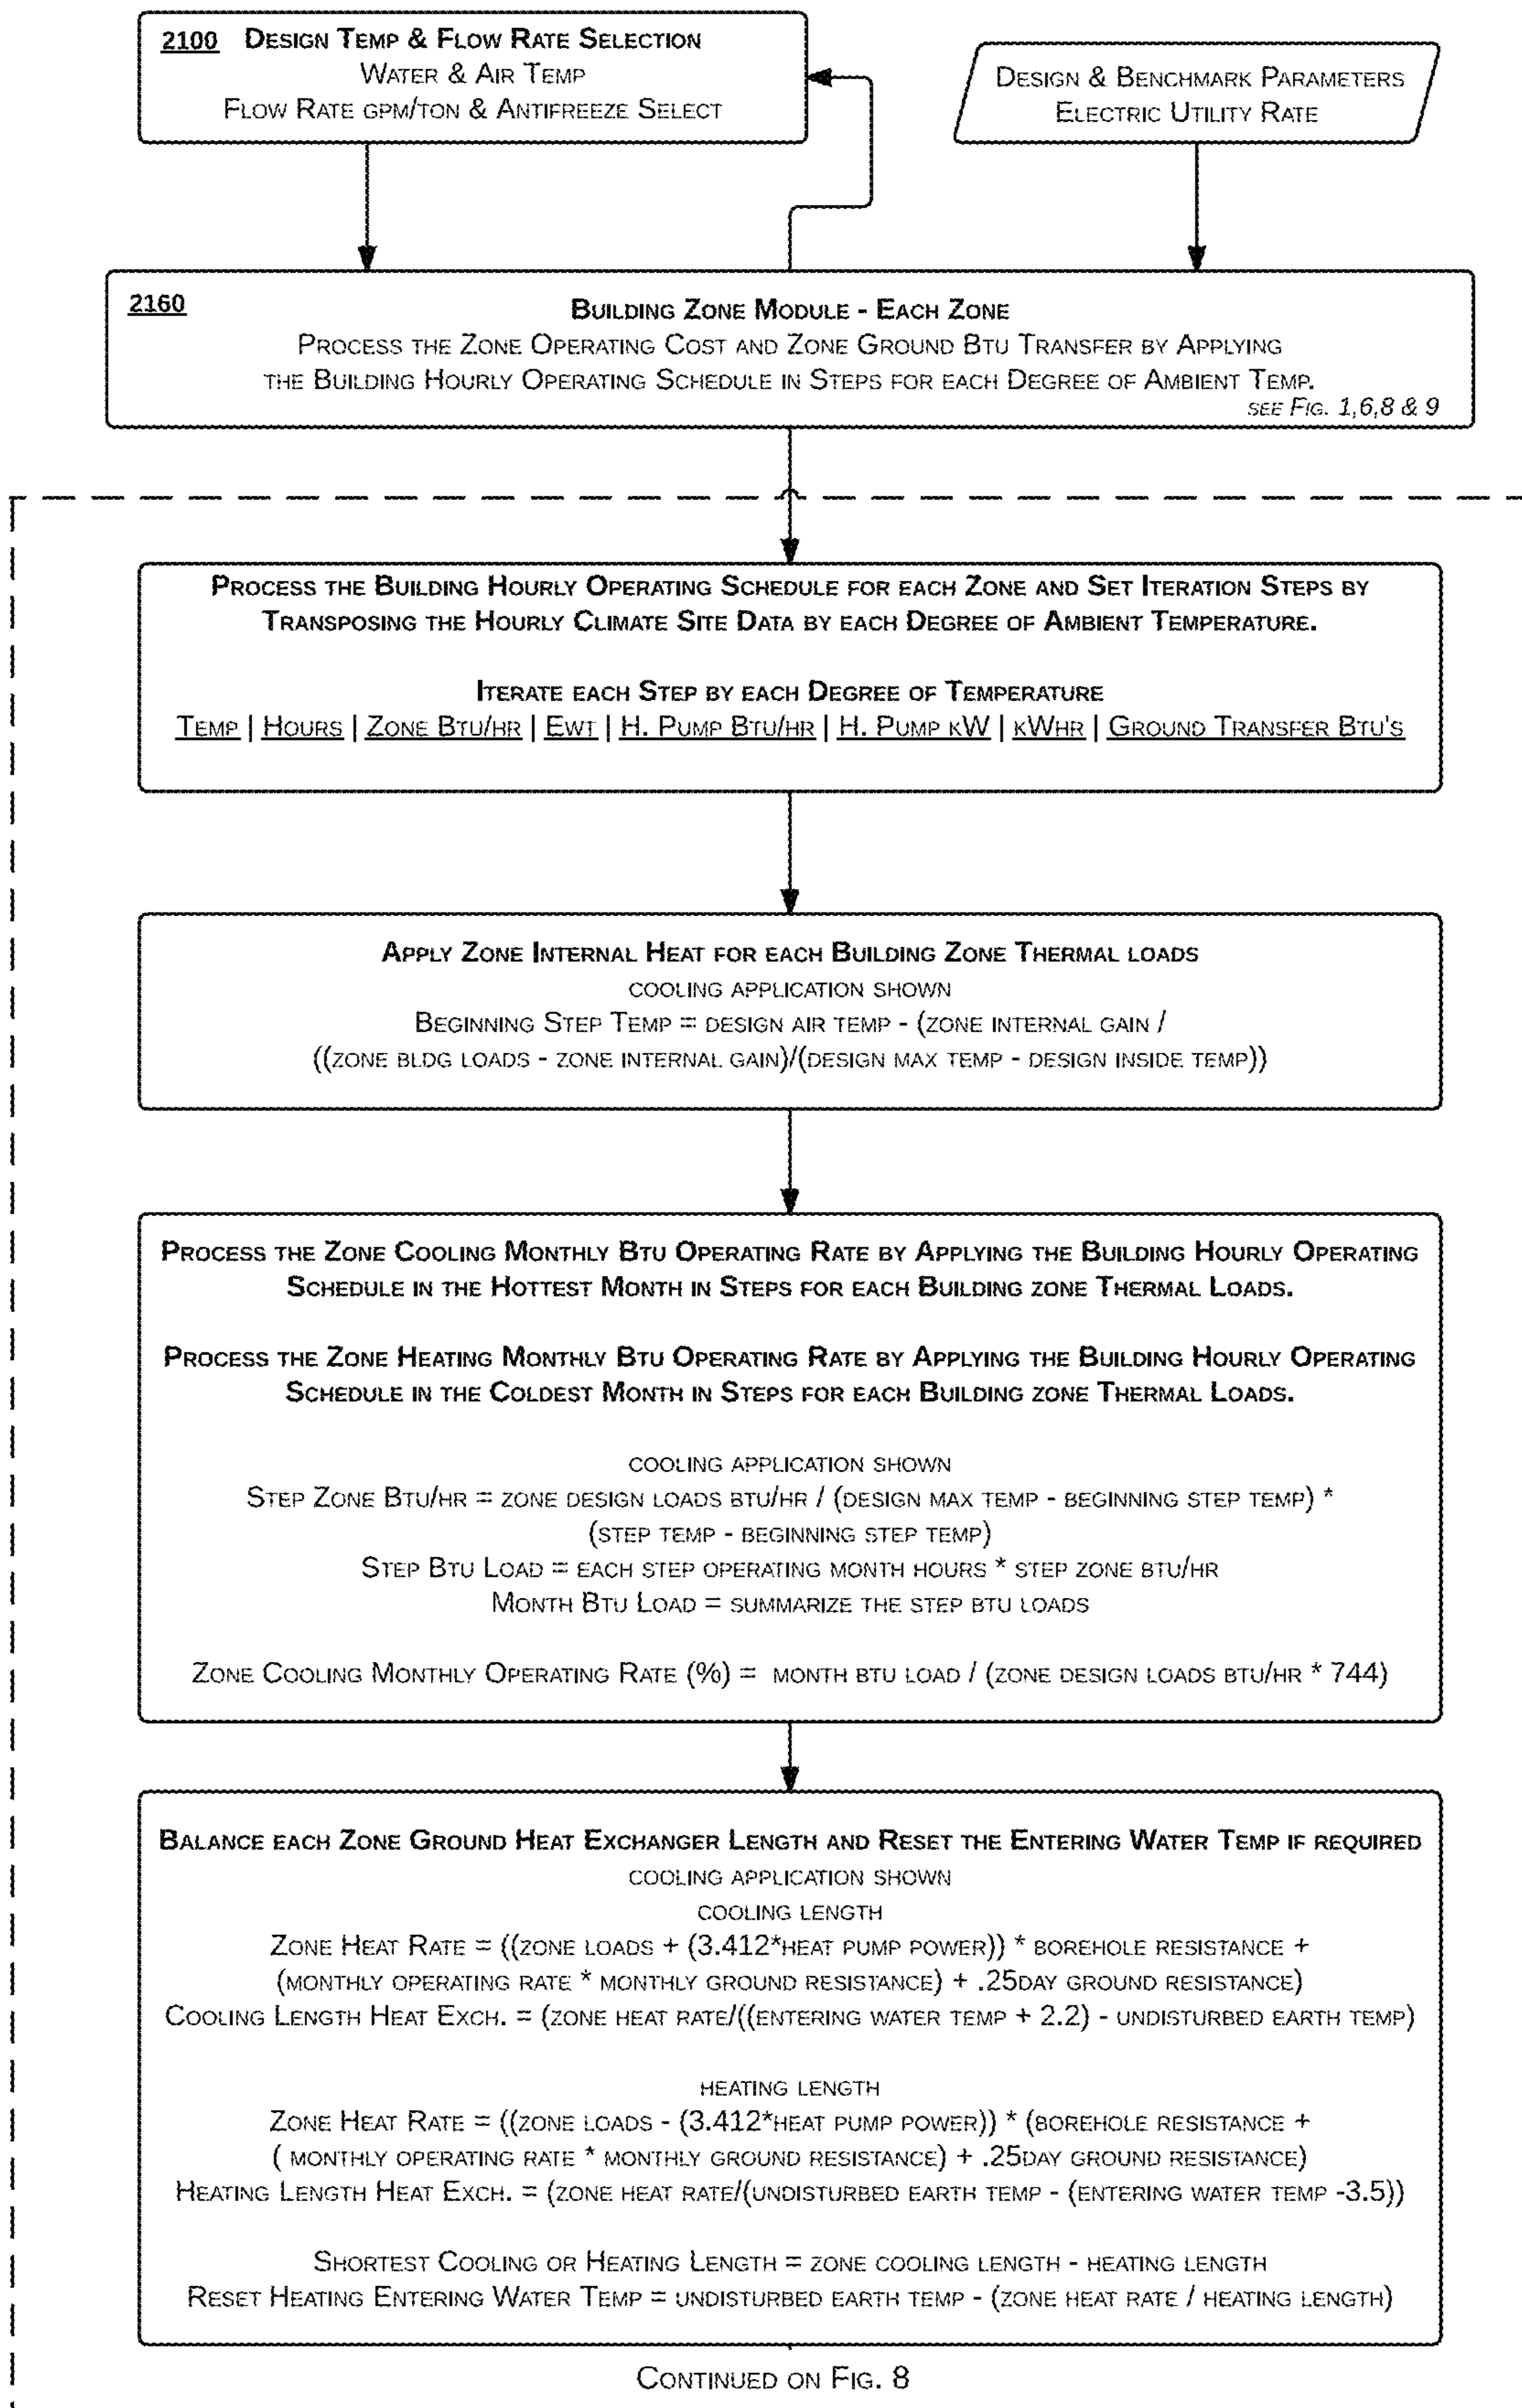 2100 Design Temp & Flow Rate Selection
Water & Air Temp
Flow Rate gpm/ton & Antifreeze Select
Design & Benchmark Parameters
Electric Utility Rate
2160
Building Zone Module - Each Zone
Process the Zone Operating Cost and Zone Ground Btu Transfer by Applying
the Building Hourly Operating Schedule in Steps for each Degree of Ambient Temp.
see Fig. 1,6,8 & 9
Process the Building Hourly Operating Schedule for each Zone and Set Iteration Steps by
Transposing the Hourly Climate Site Data by each Degree of Ambient Temperature.
Iterate each Step by each Degree of Temperature
Temp | Hours | Zone Btu/hr | Ewt | H. Pump Btu/hr | H. Pump kW | kWhr | Ground Transfer Btu's
Apply Zone Internal Heat for each Building Zone Thermal loads
cooling application shown
Beginning Step Temp = design air temp - (zone internal gain /
((zone bldg loads - zone internal gain)/(design max temp - design inside temp))
Process the Zone Cooling Monthly Btu Operating Rate by Applying the Building Hourly Operating
Schedule in the Hottest Month in Steps for each Building zone Thermal Loads.
Process the Zone Heating Monthly Btu Operating Rate by Applying the Building Hourly Operating
Schedule in the Coldest Month in Steps for each Building zone Thermal Loads.
cooling application shown
Step Zone Btu/hr = zone design loads btu/hr / (design max temp - beginning step temp) *
(step temp - beginning step temp)
Step Btu Load = each step operating month hours * step zone btu/hr
Month Btu Load = summarize the step btu loads
Zone Cooling Monthly Operating Rate (%) = month btu load / (zone design loads btu/hr * 744)
Balance each Zone Ground Heat Exchanger Length and Reset the Entering Water Temp if required
cooling application shown
cooling length
Zone Heat Rate = ((zone loads + (3.412*heat pump power)) * borehole resistance +
(monthly operating rate * monthly ground resistance) + .25day ground resistance)
Cooling Length Heat Exch. = (zone heat rate/((entering water temp + 2.2) - undisturbed earth temp)
heating length
Zone Heat Rate = ((zone loads - (3.412*heat pump power)) * (borehole resistance +
( monthly operating rate * monthly ground resistance) + .25day ground resistance)
Heating Length Heat Exch. = (zone heat rate/(undisturbed earth temp - (entering water temp -3.5))
Shortest Cooling or Heating Length = zone cooling length - heating length
Reset Heating Entering Water Temp = undisturbed earth temp - (zone heat rate / heating length)
Continued on Fig. 8